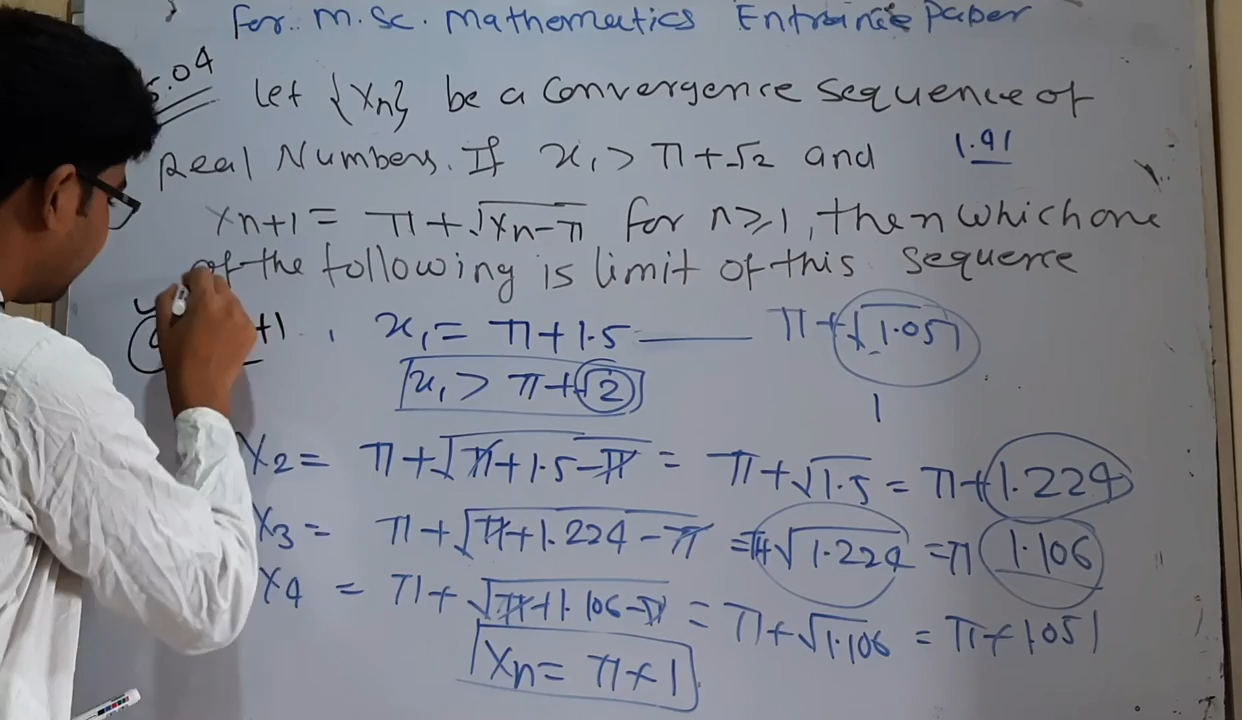 For.. M.Sc. Mathematics Entrance Paper
.04 Let {Xn} be a Convergence Sequence of
Real Numbers. If x₁ > π+√2 and 1.91
Xn+1 = π+√(Xn-π) for n≥1, then which one
of the following is limit of this sequence
+1 , x₁ = π+1.5 —— π+√1.051
x₁ > π+√2 1
X2 = π+√(π+1.5-π) = π+√1.5 = π+(1.224)
X3 = π+√(π+1.224-π) = π+√1.224 = π (1.106
X4 = π+√(π+1.106-π) = π+√1.106 = π+1051
Xn = π+1